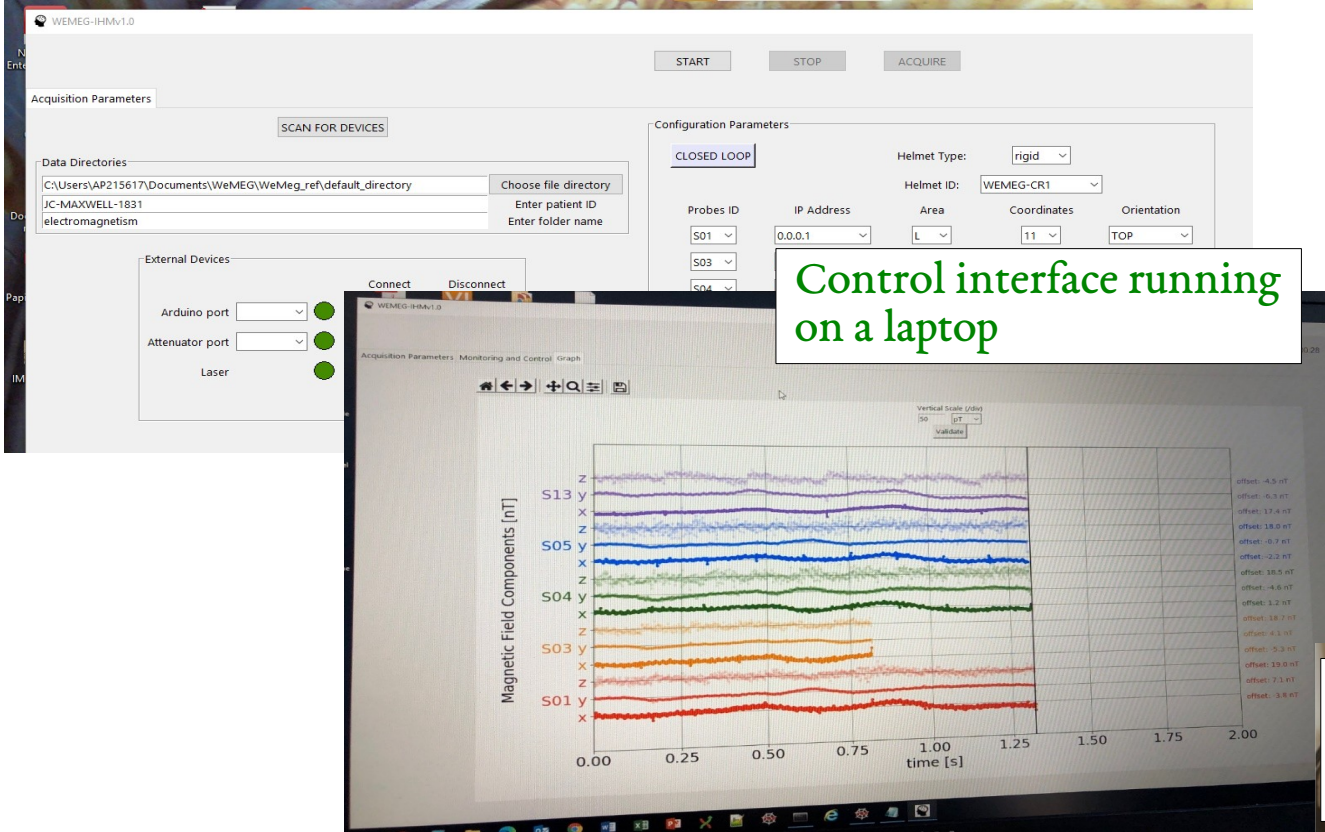 WEMEG-IHMv1.0
START STOP ACQUIRE
Acquisition Parameters
SCAN FOR DEVICES
Data Directories
C:\Users\AP215617\Documents\WeMEG\WeMeg_ref\default_directory Choose file directory
JC-MAXWELL-1831 Enter patient ID
electromagnetism Enter folder name
External Devices
Connect Disconnect
Arduino port
Attenuator port
Laser
Configuration Parameters
CLOSED LOOP Helmet Type: rigid
Helmet ID: WEMEG-CR1
Probes ID IP Address Area Coordinates Orientation
S01 0.0.0.1 L 11 TOP
S03
S04
Control interface running
on a laptop
WEMEG-IHMv1.0
Acquisition Parameters Monitoring and Control Graph
Vertical Scale (/div)
50 pT
Validate
Magnetic Field Components [nT]
z offset: -4.5 nT
S13 y offset: -6.3 nT
x offset: 17.4 nT
z offset: 18.0 nT
S05 y offset: -0.7 nT
x offset: -2.2 nT
z offset: 16.5 nT
S04 y offset: -4.6 nT
x offset: 1.2 nT
z offset: 18.7 nT
S03 y offset: 4.1 nT
x offset: -5.3 nT
z offset: 19.0 nT
S01 y offset: 7.1 nT
x offset: 3.8 nT
0.00 0.25 0.50 0.75 1.00 1.25 1.50 1.75 2.00
time [s]